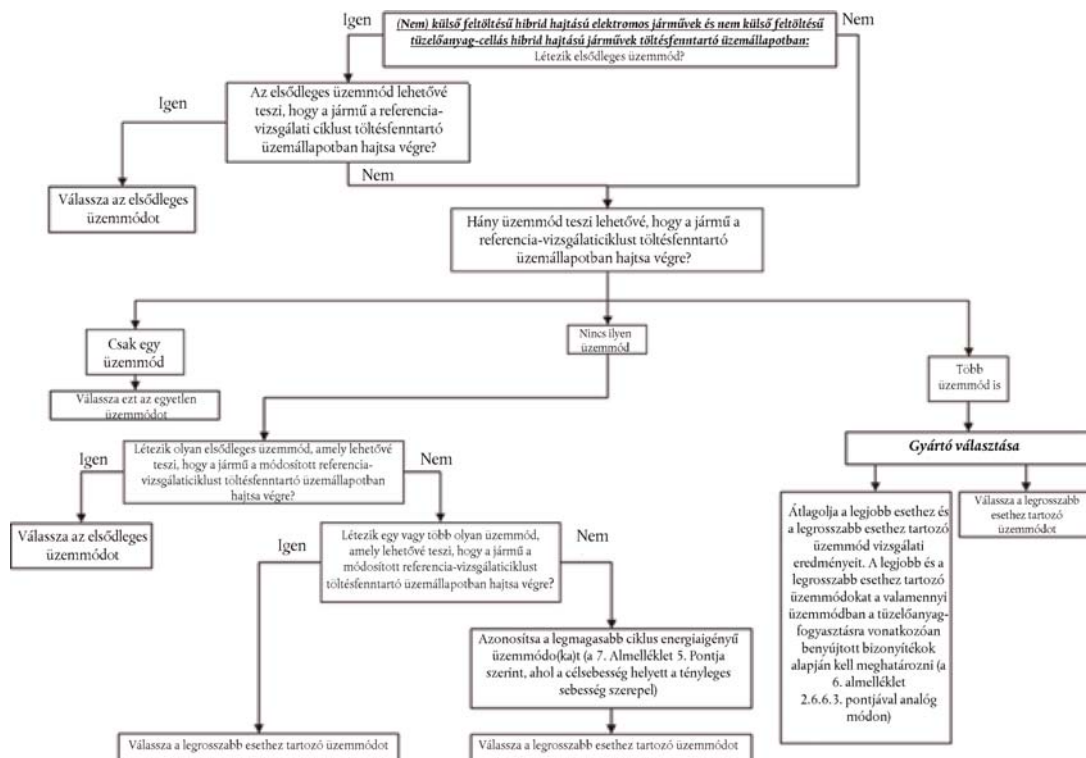 Igen
(Nem) külső feltöltésű hibrid hajtású elektromos járművek és nem külső feltöltésű
tüzelőanyag-cellás hibrid hajtású járművek töltésfenntartó üzemállapotban:
Létezik elsődleges üzemmód?
Nem
Igen
Az elsődleges üzemmód lehetővé
teszi, hogy a jármű a referencia-
vizsgálati ciklust töltésfenntartó
üzemállapotban hajtsa végre?
Nem
Válassza az elsődleges
üzemmódot
Hány üzemmód teszi lehetővé, hogy a jármű a
referencia-vizsgálaticiklust töltésfenntartó
üzemállapotban hajtsa végre?
Csak egy
üzemmód
Nincs ilyen
üzemmód
Több
üzemmód is
Válassza ezt az egyetlen
üzemmódot
Gyártó választása
Igen
Létezik olyan elsődleges üzemmód, amely lehetővé
teszi, hogy a jármű a módosított referencia-
vizsgálaticiklust töltésfenntartó üzemállapotban
hajtsa végre?
Nem
Válassza az elsődleges
üzemmódot
Igen
Létezik egy vagy több olyan üzemmód,
amely lehetővé teszi, hogy a jármű a
módosított referencia-vizsgálaticiklust
töltésfenntartó üzemállapotban hajtsa végre?
Nem
Átlagolja a legjobb esethez és
a legrosszabb esethez tartozó
üzemmód vizsgálati
eredményeit. A legjobb és a
legrosszabb esethez tartozó
üzemmódokat a valamennyi
üzemmódban a tüzelőanyag-
fogyasztásra vonatkozóan
benyújtott bizonyítékok
alapján kell meghatározni (a
6. almelléklet
2.6.6.3. pontjával analóg
módon)
Válassza a legrosszabb
esethez tartozó
üzemmódot
Azonosítsa a legmagasabb ciklus energiaigényű
üzemmódo(ka)t (a 7. Almelléklet 5. Pontja
szerint, ahol a célsebesség helyett a tényleges
sebesség szerepel)
Válassza a legrosszabb esethez tartozó üzemmódot
Válassza a legrosszabb esethez tartozó üzemmódot